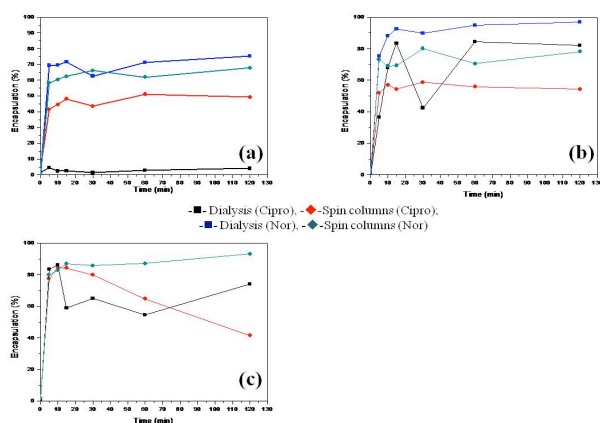 100
90
80
70
60
50
40
30
20
10
0
Encapsulation (%)
(a)
0 10 20 30 40 50 60 70 80 90 100 110 120 130
Time (min)
100
80
60
40
20
0
Encapsulation (%)
(b)
0 10 20 30 40 50 60 70 80 90 100 110 120 130
Time (min)
Dialysis (Cipro), Spin columns (Cipro);
Dialysis (Nor), Spin columns (Nor)
100
80
60
40
20
0
Encapsulation (%)
(c)
0 10 20 30 40 50 60 70 80 90 100 110 120 130
Time (min)